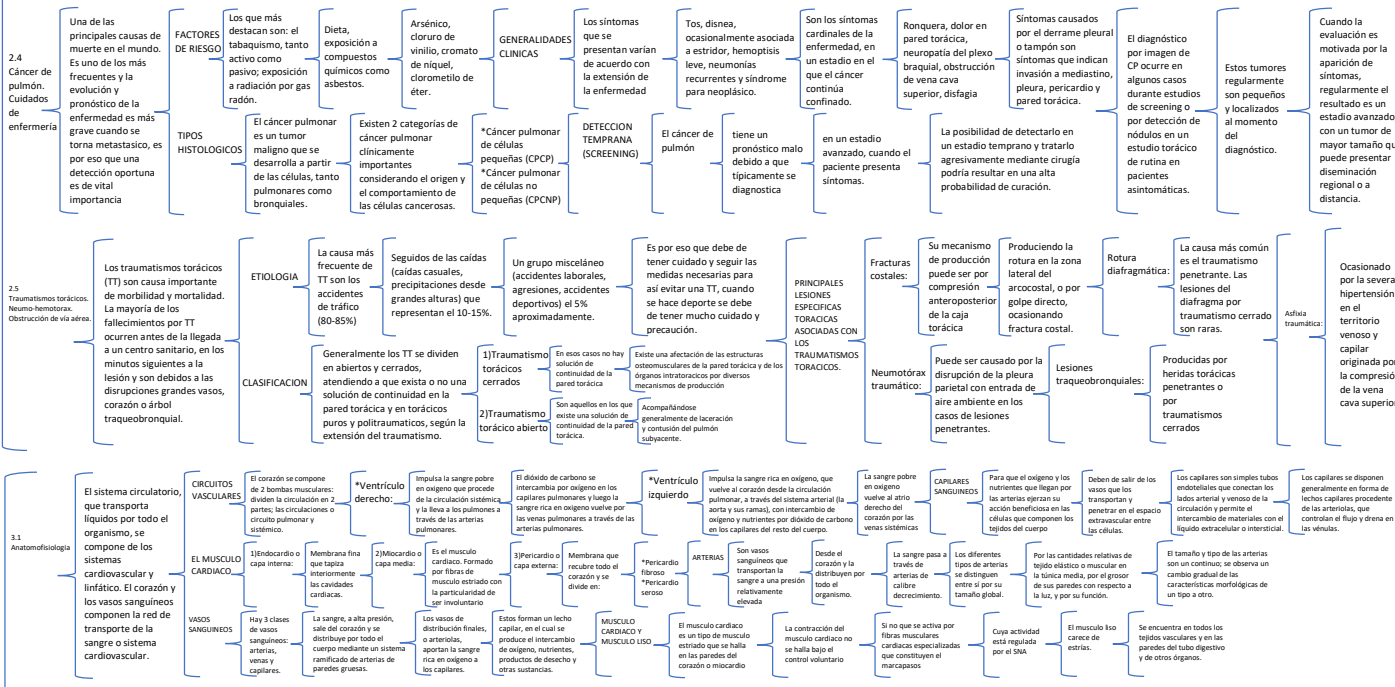 2.4
Cáncer de
pulmón.
Cuidados
de
enfermería
Una de las
principales causas de
muerte en el mundo.
Es uno de los más
frecuentes y la
evolución y
pronóstico de la
enfermedad es más
grave cuando se
torna metastasico, es
por eso que una
detección oportuna
es de vital
importancia
FACTORES
DE RIESGO
Los que más
destacan son: el
tabaquismo, tanto
activo como
pasivo; exposición
a radiación por gas
radón.
Dieta,
exposición a
compuestos
químicos como
asbestos.
Arsénico,
cloruro de
vinilio, cromato
de níquel,
clorometilo de
éter.
GENERALIDADES
CLINICAS
Los síntomas
que se
presentan varían
de acuerdo con
la extensión de
la enfermedad
Tos, disnea,
ocasionalmente asociada
a estridor, hemoptisis
leve, neumonías
recurrentes y síndrome
para neoplásico.
Son los síntomas
cardinales de la
enfermedad, en
un estadio en el
que el cáncer
continúa
confinado.
Ronquera, dolor en
pared torácica,
neuropatía del plexo
braquial, obstrucción
de vena cava
superior, disfagia
Síntomas causados
por el derrame pleural
o tampón son
síntomas que indican
invasión a mediastino,
pleura, pericardio y
pared torácica.
El diagnóstico
por imagen de
CP ocurre en
algunos casos
durante estudios
de screening o
por detección de
nódulos en un
estudio torácico
de rutina en
pacientes
asintomáticas.
Estos tumores
regularmente
son pequeños
y localizados
al momento
del
diagnóstico.
Cuando la
evaluación es
motivada por la
aparición de
síntomas,
regularmente el
resultado es un
estadio avanzado
con un tumor de
mayor tamaño qu
puede presentar
diseminación
regional o a
distancia.
TIPOS
HISTOLOGICOS
El cáncer pulmonar
es un tumor
maligno que se
desarrolla a partir
de las células, tanto
pulmonares como
bronquiales.
Existen 2 categorías de
cáncer pulmonar
clínicamente
importantes
considerando el origen y
el comportamiento de
las células cancerosas.
*Cáncer pulmonar
de células
pequeñas (CPCP)
*Cáncer pulmonar
de células no
pequeñas (CPCNP)
DETECCION
TEMPRANA
(SCREENING)
El cáncer de
pulmón
tiene un
pronóstico malo
debido a que
típicamente se
diagnostica
en un estadio
avanzado, cuando el
paciente presenta
síntomas.
La posibilidad de detectarlo en
un estadio temprano y tratarlo
agresivamente mediante cirugía
podría resultar en una alta
probabilidad de curación.
2.5
Traumatismos torácicos.
Neumo-hemotorax.
Obstrucción de vía aérea.
Los traumatismos torácicos
(TT) son causa importante
de morbilidad y mortalidad.
La mayoría de los
fallecimientos por TT
ocurren antes de la llegada
a un centro sanitario, en los
minutos siguientes a la
lesión y son debidos a las
disrupciones grandes vasos,
corazón o árbol
traqueobronquial.
ETIOLOGIA
La causa más
frecuente de
TT son los
accidentes
de tráfico
(80-85%)
Seguidos de las caídas
(caídas casuales,
precipitaciones desde
grandes alturas) que
representan el 10-15%.
Un grupo misceláneo
(accidentes laborales,
agresiones, accidentes
deportivos) el 5%
aproximadamente.
Es por eso que debe de
tener cuidado y seguir las
medidas necesarias para
así evitar una TT, cuando
se hace deporte se debe
de tener mucho cuidado y
precaución.
CLASIFICACION
Generalmente los TT se dividen
en abiertos y cerrados,
atendiendo a que exista o no una
solución de continuidad en la
pared torácica y en torácicos
puros y politraumaticos, según la
extensión del traumatismo.
1)Traumatismo
torácicos
cerrados
En esos casos no hay
solución de
continuidad de la
pared torácica
Existe una afectación de las estructuras
osteomusculares de la pared torácica y de los
órganos intratoracicos por diversos
mecanismos de producción
2)Traumatismo
torácico abierto
Son aquellos en los que
existe una solución de
continuidad de la pared
torácica.
Acompañándose
generalmente de laceración
y contusión del pulmón
subyacente.
PRINCIPALES
LESIONES
ESPECIFICAS
TORACICAS
ASOCIADAS CON
LOS
TRAUMATISMOS
TORACICOS.
Fracturas
costales:
Su mecanismo
de producción
puede ser por
compresión
anteroposterior
de la caja
torácica
Produciendo la
rotura en la zona
lateral del
arcocostal, o por
golpe directo,
ocasionando
fractura costal.
Rotura
diafragmática:
La causa más común
es el traumatismo
penetrante. Las
lesiones del
diafragma por
traumatismo cerrado
son raras.
Neumotórax
traumático:
Puede ser causado por la
disrupción de la pleura
parietal con entrada de
aire ambiente en los
casos de lesiones
penetrantes.
Lesiones
traqueobronquiales:
Producidas por
heridas torácicas
penetrantes o
por
traumatismos
cerrados
Asfixia
traumática:
Ocasionado
por la severa
hipertensión
en el
territorio
venoso y
capilar
originada por
la compresió
de la vena
cava superior
3.1
Anatomofisiologia
El sistema circulatorio,
que transporta
líquidos por todo el
organismo, se
compone de los
sistemas
cardiovascular y
linfático. El corazón y
los vasos sanguíneos
componen la red de
transporte de la
sangre o sistema
cardiovascular.
CIRCUITOS
VASCULARES
El corazón se compone
de 2 bombas musculares:
dividen la circulación en 2
partes; las circulaciones o
circuito pulmonar y
sistémico.
*Ventrículo
derecho:
Impulsa la sangre pobre
en oxigeno que procede
de la circulación sistémica
y la lleva a los pulmones a
través de las arterias
pulmonares.
El dióxido de carbono se
intercambia por oxígeno en los
capilares pulmonares y luego la
sangre rica en oxigeno vuelve por
las venas pulmonares a través de las
arterias pulmonares.
*Ventrículo
izquierdo
Impulsa la sangre rica en oxígeno, que
vuelve al corazón desde la circulación
pulmonar, a través del sistema arterial (la
aorta y sus ramas), con intercambio de
oxígeno y nutrientes por dióxido de carbono
en los capilares del resto del cuerpo.
La sangre pobre
en oxigeno
vuelve al atrio
derecho del
corazón por las
venas sistémicas
CAPILARES
SANGUINEOS
Para que el oxígeno y los
nutrientes que llegan por
las arterias ejerzan su
acción beneficiosa en las
células que componen los
tejidos del cuerpo
Deben de salir de los
vasos que los
transportan y
penetrar en el espacio
extravascular entre
las células.
Los capilares son simples tubos
endoteliales que conectan los
lados arterial y venoso de la
circulación y permite el
intercambio de materiales con el
líquido extracelular o intersticial.
Los capilares se disponen
generalmente en forma de
lechos capilares procedente
de las arteriolas, que
controlan el flujo y drena en
las vénulas.
EL MUSCULO
CARDIACO
1)Endocardio o
capa interna:
Membrana fina
que tapiza
interiormente
las cavidades
cardiacas.
2)Miocardio o
capa media:
Es el musculo
cardiaco. Formado
por fibras de
musculo estriado con
la particularidad de
ser involuntario
3)Pericardio o
capa externa:
Membrana que
recubre todo el
corazón y se
divide en:
*Pericardio
fibroso
*Pericardio
seroso
ARTERIAS
Son vasos
sanguíneos que
transportan la
sangre a una presión
relativamente
elevada
Desde el
corazón y la
distribuyen por
todo el
organismo.
La sangre pasa a
través de
arterias de
calibre
decrecimiento.
Los diferentes
tipos de arterias
se distinguen
entre sí por su
tamaño global.
Por las cantidades relativas de
tejido elástico o muscular en
la túnica media, por el grosor
de sus paredes con respecto a
la luz, y por su función.
El tamaño y tipo de las arterias
son un continuo; se observa un
cambio gradual de las
características morfológicas de
un tipo a otro.
VASOS
SANGUINEOS
Hay 3 clases
de vasos
sanguíneos:
arterias,
venas y
capilares.
La sangre, a alta presión,
sale del corazón y se
distribuye por todo el
cuerpo mediante un sistema
ramificado de arterias de
paredes gruesas.
Los vasos de
distribución finales,
o arteriolas,
aportan la sangre
rica en oxígeno a
los capilares.
Estos forman un lecho
capilar, en el cual se
produce el intercambio
de oxígeno, nutrientes,
productos de desecho y
otras sustancias.
MUSCULO
CARDIACO Y
MUSCULO LISO
El musculo cardiaco
es un tipo de musculo
estriado que se halla
en las paredes del
corazón o miocardio
La contracción del
musculo cardiaco no
se halla bajo el
control voluntario
Si no que se activa por
fibras musculares
cardiacas especializadas
que constituyen el
marcapasos
Cuya actividad
está regulada
por el SNA
El musculo liso
carece de
estrías.
Se encuentra en todos los
tejidos vasculares y en las
paredes del tubo digestivo
y de otros órganos.